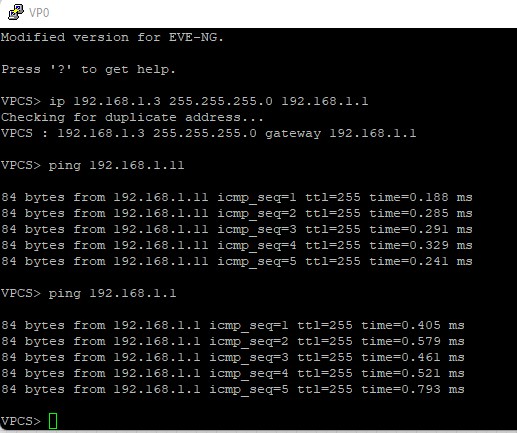 VP0
Modified version for EVE-NG.
Press '?' to get help.
VPCS> ip 192.168.1.3 255.255.255.0 192.168.1.1
Checking for duplicate address...
VPCS : 192.168.1.3 255.255.255.0 gateway 192.168.1.1
VPCS> ping 192.168.1.11
84 bytes from 192.168.1.11 icmp_seq=1 ttl=255 time=0.188 ms
84 bytes from 192.168.1.11 icmp_seq=2 ttl=255 time=0.285 ms
84 bytes from 192.168.1.11 icmp_seq=3 ttl=255 time=0.291 ms
84 bytes from 192.168.1.11 icmp_seq=4 ttl=255 time=0.329 ms
84 bytes from 192.168.1.11 icmp_seq=5 ttl=255 time=0.241 ms
VPCS> ping 192.168.1.1
84 bytes from 192.168.1.1 icmp_seq=1 ttl=255 time=0.405 ms
84 bytes from 192.168.1.1 icmp_seq=2 ttl=255 time=0.579 ms
84 bytes from 192.168.1.1 icmp_seq=3 ttl=255 time=0.461 ms
84 bytes from 192.168.1.1 icmp_seq=4 ttl=255 time=0.521 ms
84 bytes from 192.168.1.1 icmp_seq=5 ttl=255 time=0.793 ms
VPCS>